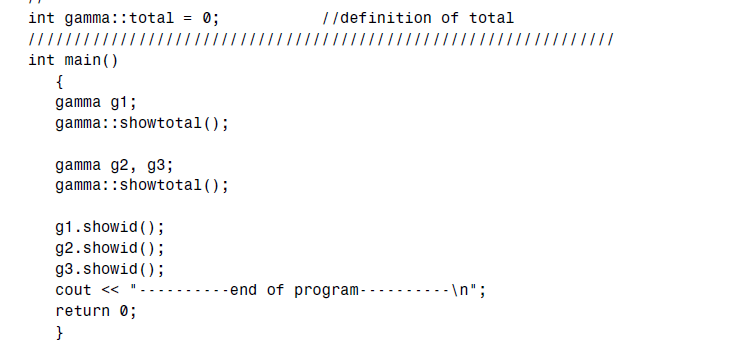 //
int gamma::total = 0;           //definition of total
////////////////////////////////////////////////////////////////
int main()
   {
   gamma g1;
   gamma::showtotal();

   gamma g2, g3;
   gamma::showtotal();

   g1.showid();
   g2.showid();
   g3.showid();
   cout << "----------end of program----------\n";
   return 0;
   }